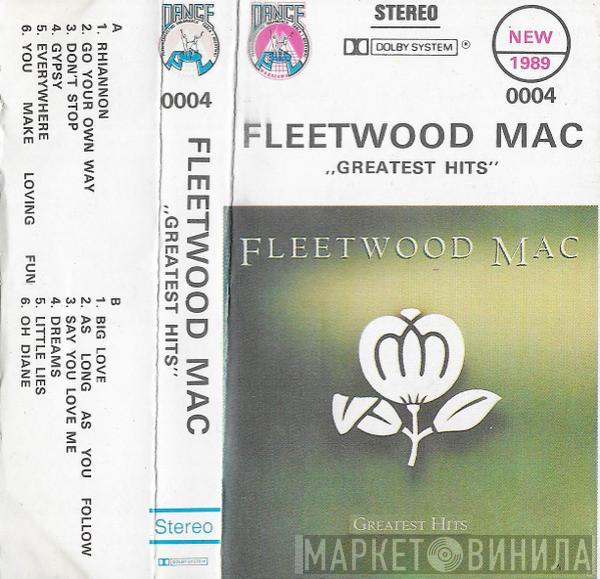 A
1. RHIANNON
2. GO YOUR OWN WAY
3. DON'T STOP
4. GYPSY
5. EVERYWHERE
6. YOU MAKE LOVING FUN
B
1. BIG LOVE
2. AS LONG AS YOU FOLLOW
3. SAY YOU LOVE ME
4. DREAMS
5. LITTLE LIES
6. OH DIANE
DANCE
0004
FLEETWOOD MAC
,,GREATEST HITS"
Stereo
DOLBY SYSTEM
DANCE
STEREO
DOLBY SYSTEM ®
NEW
1989
0004
FLEETWOOD MAC
,,GREATEST HITS"
FLEETWOOD MAC
GREATEST HITS
МАРКЕТ ВИНИЛА